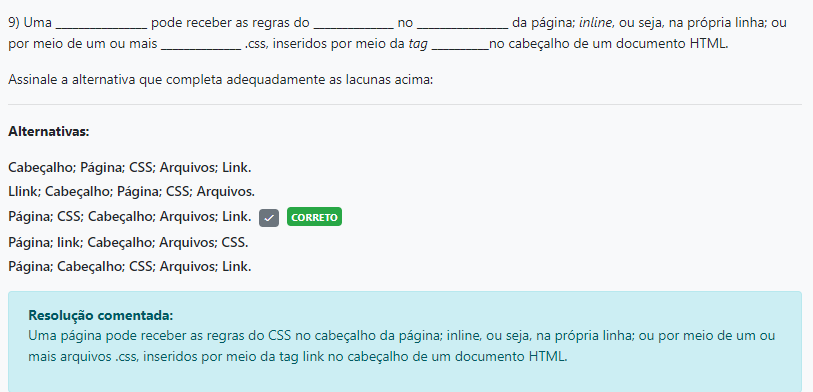 9) Uma ______________ pode receber as regras do ____________ no ______________ da página; inline, ou seja, na própria linha; ou
por meio de um ou mais ____________ .css, inseridos por meio da tag _________no cabeçalho de um documento HTML.
Assinale a alternativa que completa adequadamente as lacunas acima:
Alternativas:
Cabeçalho; Página; CSS; Arquivos; Link.
Llink; Cabeçalho; Página; CSS; Arquivos.
Página; CSS; Cabeçalho; Arquivos; Link. CORRETO
Página; link; Cabeçalho; Arquivos; CSS.
Página; Cabeçalho; CSS; Arquivos; Link.
Resolução comentada:
Uma página pode receber as regras do CSS no cabeçalho da página; inline, ou seja, na própria linha; ou por meio de um ou
mais arquivos .css, inseridos por meio da tag link no cabeçalho de um documento HTML.